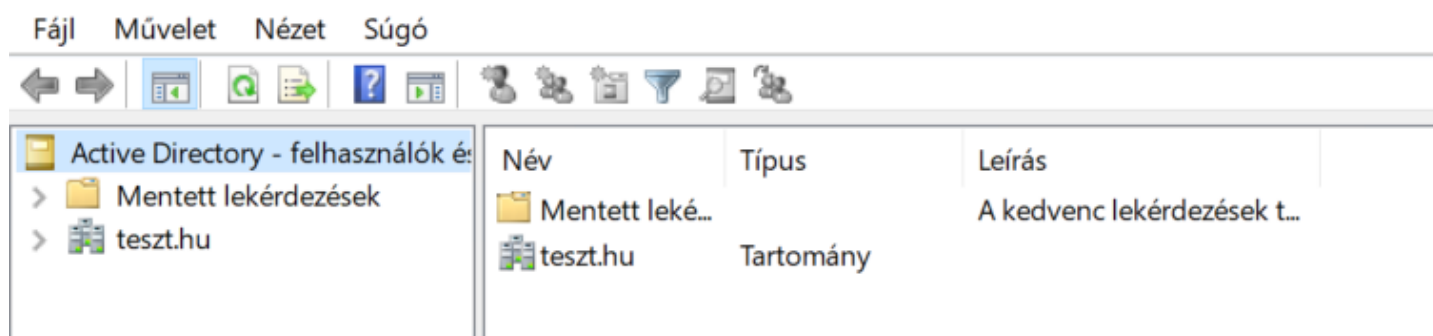 Fájl Művelet Nézet Súgó
Active Directory - felhasználók és
Mentett lekérdezések
teszt.hu
Név Típus Leírás
Mentett leké... A kedvenc lekérdezések t...
teszt.hu Tartomány